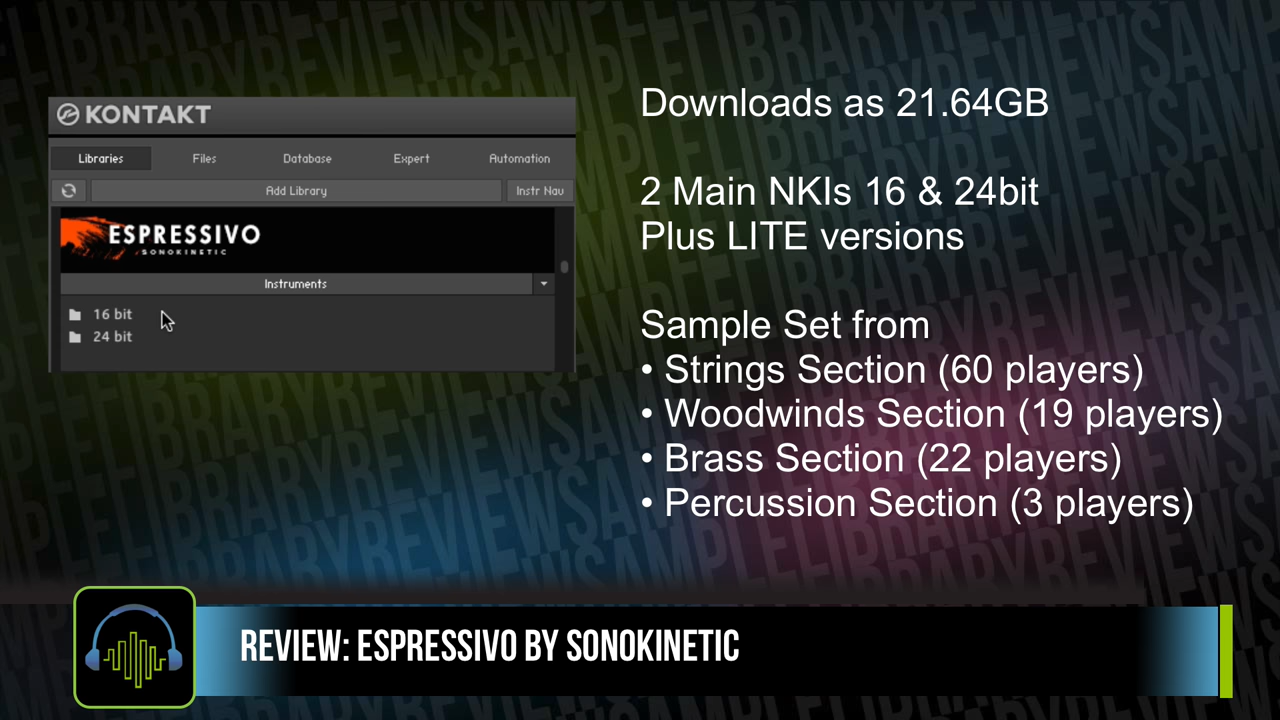 KONTAKT
Libraries Files Database Expert Automation
Add Library Instr Nav
ESPRESSIVO
SONOKINETIC
Instruments
16 bit
24 bit
Downloads as 21.64GB
2 Main NKIs 16 & 24bit
Plus LITE versions
Sample Set from
• Strings Section (60 players)
• Woodwinds Section (19 players)
• Brass Section (22 players)
• Percussion Section (3 players)
REVIEW: ESPRESSIVO BY SONOKINETIC